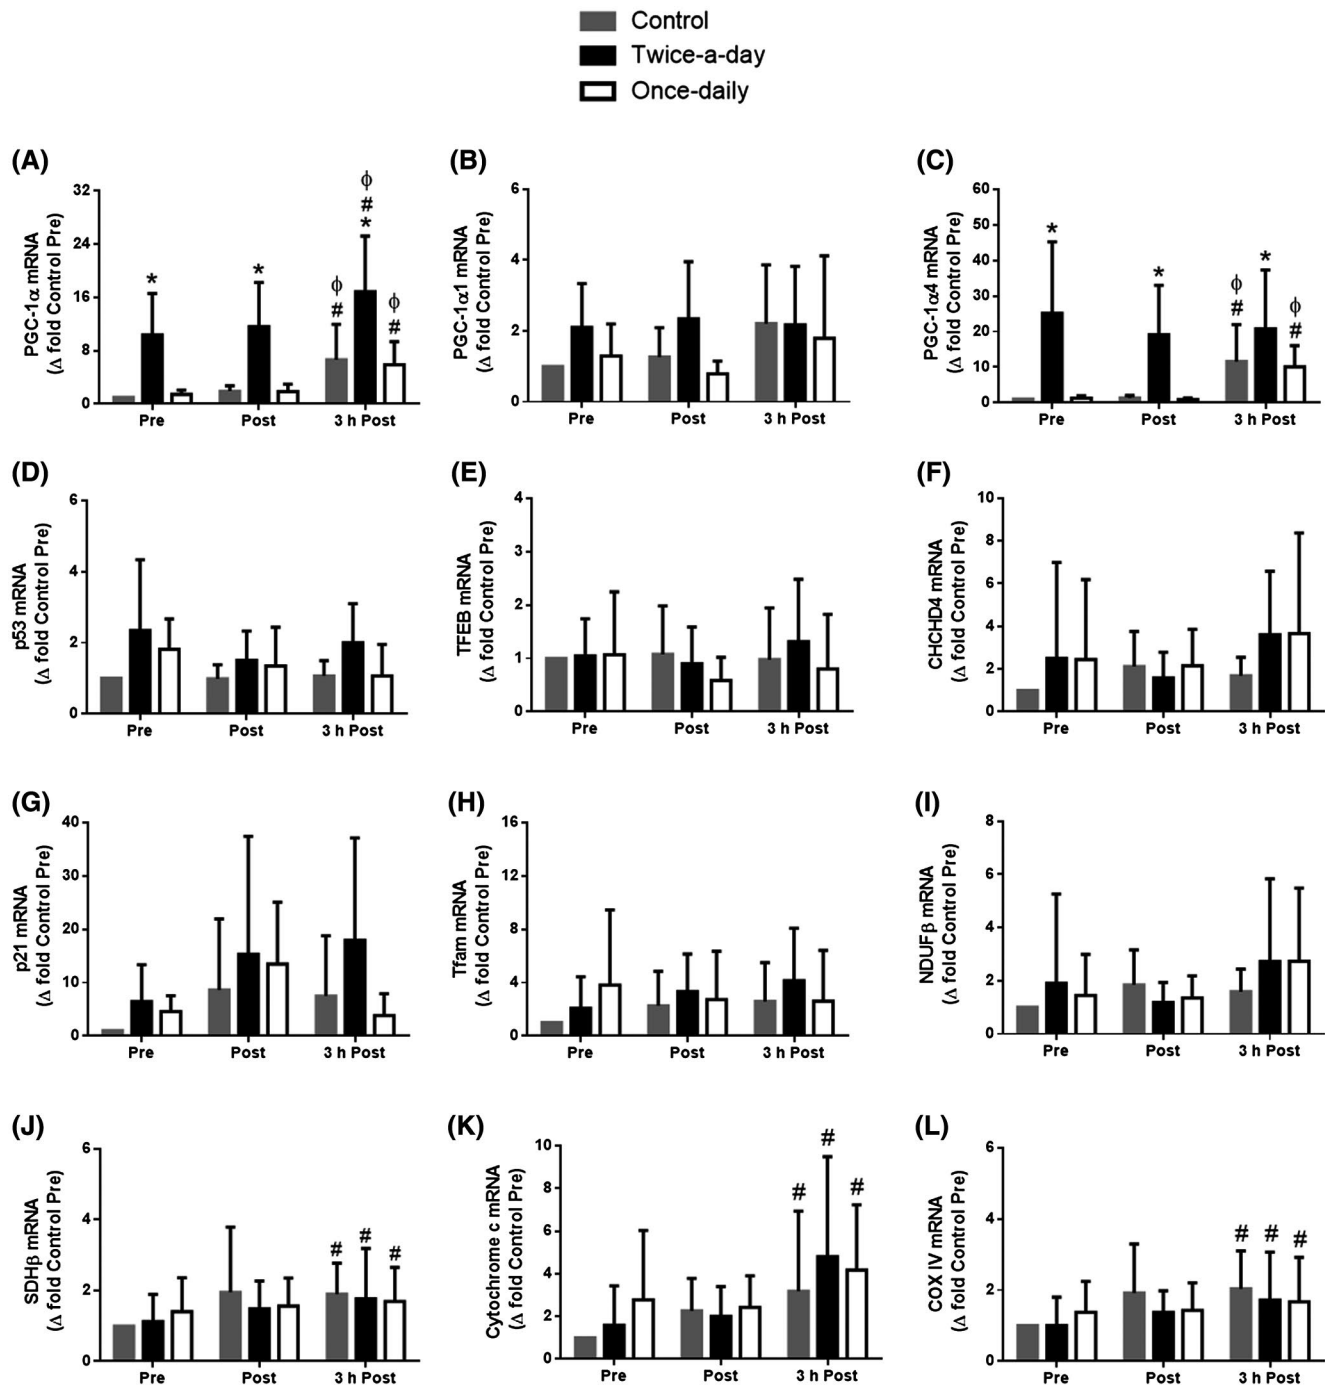 Control
Twice-a-day
Once-daily
(A)
PGC-1α mRNA
(Δ fold Control Pre)
32
24
16
8
0
*
*
ϕ
#
ϕ
#
*
ϕ
#
Pre Post 3 h Post
(B)
PGC-1α1 mRNA
(Δ fold Control Pre)
6
4
2
0
Pre Post 3 h Post
(C)
PGC-1α4 mRNA
(Δ fold Control Pre)
60
50
40
30
20
10
0
*
*
ϕ
#
*
ϕ
#
Pre Post 3 h Post
(D)
p53 mRNA
(Δ fold Control Pre)
6
4
2
0
Pre Post 3 h Post
(E)
TFEB mRNA
(Δ fold Control Pre)
4
3
2
1
0
Pre Post 3 h Post
(F)
CHCHD4 mRNA
(Δ fold Control Pre)
10
8
6
4
2
0
Pre Post 3 h Post
(G)
p21 mRNA
(Δ fold Control Pre)
40
30
20
10
0
Pre Post 3 h Post
(H)
Tfam mRNA
(Δ fold Control Pre)
16
12
8
4
0
Pre Post 3 h Post
(I)
NDUFβ mRNA
(Δ fold Control Pre)
8
6
4
2
0
Pre Post 3 h Post
(J)
SDHβ mRNA
(Δ fold Control Pre)
6
4
2
0
# # #
Pre Post 3 h Post
(K)
Cytochrome c mRNA
(Δ fold Control Pre)
10
8
6
4
2
0
# # #
Pre Post 3 h Post
(L)
COX IV mRNA
(Δ fold Control Pre)
6
4
2
0
# # #
Pre Post 3 h Post